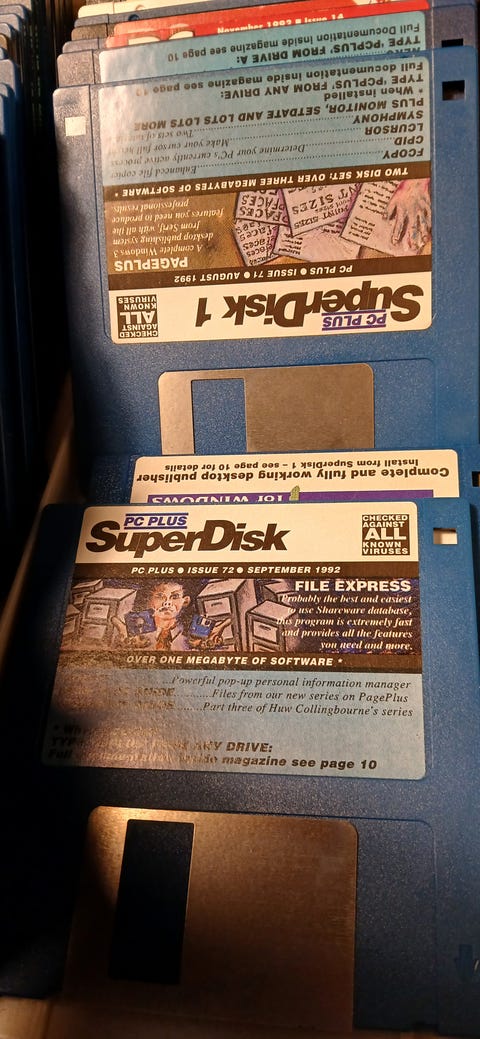 November 1992 • Issue 14
Full Documentation inside magazine see page 10
TYPE 'PCPLUS' FROM DRIVE A:
SuperDisk 1
PC PLUS
CHECKED
AGAINST
ALL
KNOWN
VIRUSES
PC PLUS • ISSUE 71 • AUGUST 1992
PAGEPLUS
A complete Windows 3
desktop publishing system
from Serif, with all the
features you need to produce
professional results
TWO DISK SET: OVER THREE MEGABYTES OF SOFTWARE *
FCOPY Enhanced file copier
CPID Determine your PC's currently active process
LCURSOR Make your cursor full height
SYMPHONY Two sets of
PLUS MONITOR, SETDATE AND LOTS LOTS MORE
* When installed
TYPE 'PCPLUS' FROM ANY DRIVE:
Full documentation inside magazine see page
for WINDOWS
Install from SuperDisk 1 – see page 10 for details
Complete and fully working desktop publisher
PC PLUS
SuperDisk
CHECKED
AGAINST
ALL
KNOWN
VIRUSES
PC PLUS • ISSUE 72 • SEPTEMBER 1992
FILE EXPRESS
Probably the best and easiest
to use Shareware database,
this program is extremely fast
and provides all the features
you need and more.
OVER ONE MEGABYTE OF SOFTWARE *
...Powerful pop-up personal information manager
.........Files from our new series on PagePlus
.......Part three of Huw Collingbourne's series
ANY DRIVE:
magazine see page 10